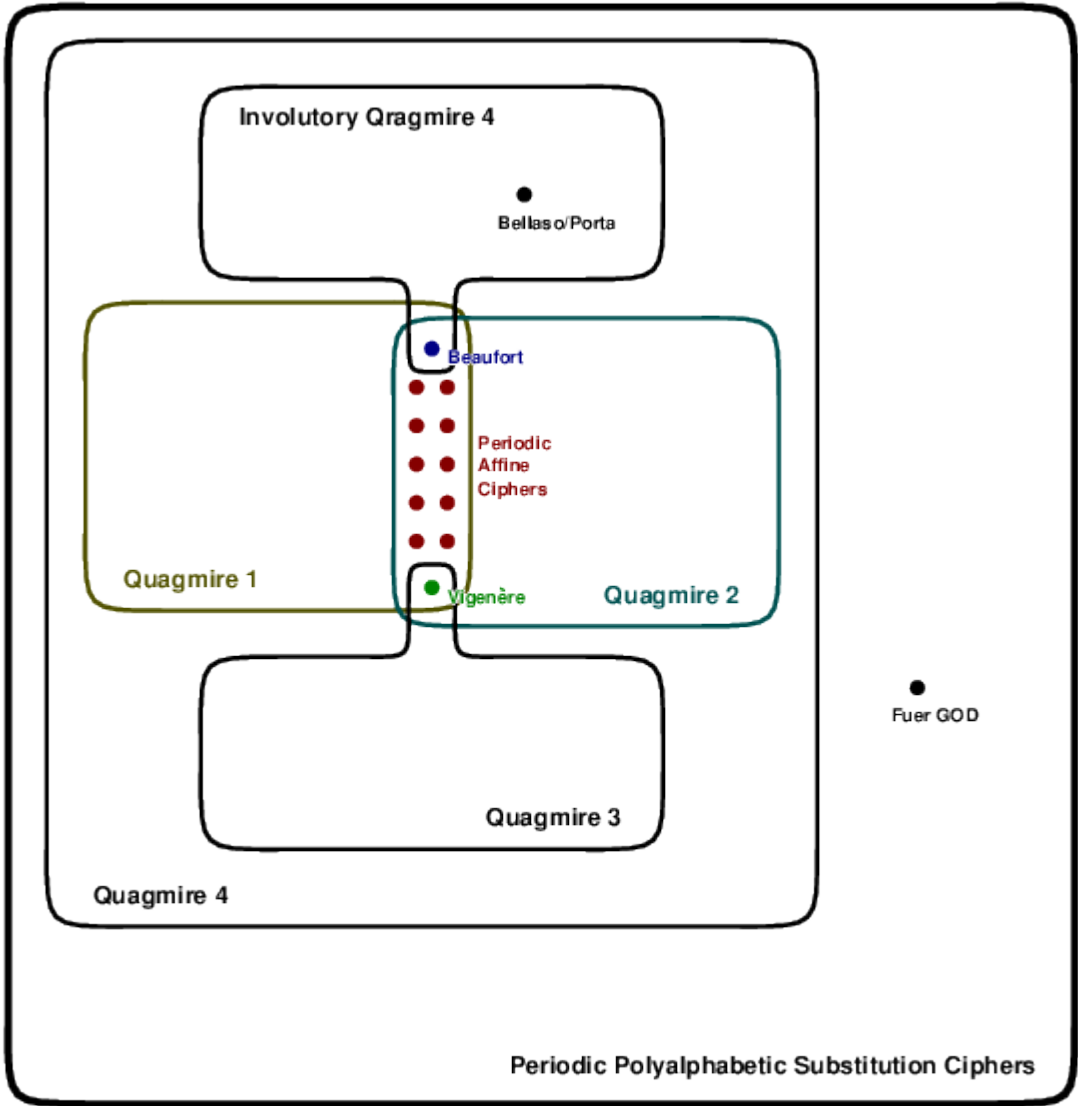 Involutory Qragmire 4
Bellaso/Porta
Beaufort
Periodic
Affine
Ciphers
Quagmire 1
Vigenère
Quagmire 2
Fuer GOD
Quagmire 3
Quagmire 4
Periodic Polyalphabetic Substitution Ciphers